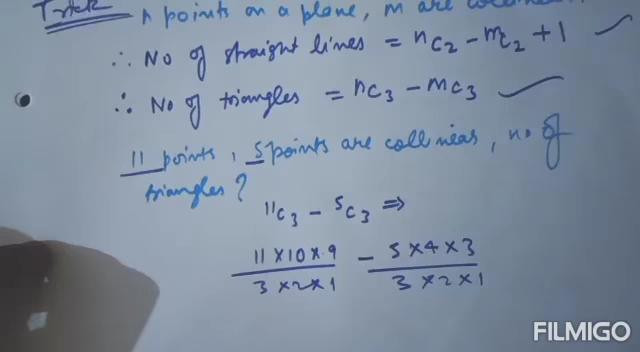 Trick n points on a plane, m are collinear
∴ No of straight lines = nC2 - mC2 + 1
∴ No of triangles = nC3 - mC3
11 points, 5 points are collinear, no of
triangles?
11C3 - 5C3 ⇒
11×10×9 / 3×2×1 - 5×4×3 / 3×2×1
FILMIGO